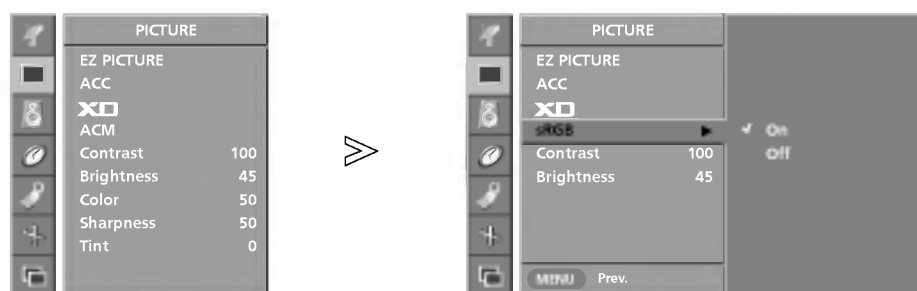 PICTURE
EZ PICTURE
ACC
XD
ACM
Contrast 100
Brightness 45
Color 50
Sharpness 50
Tint 0
PICTURE
EZ PICTURE
ACC
XD
sRGB
Contrast 100
Brightness 45
On
Off
MENU Prev.